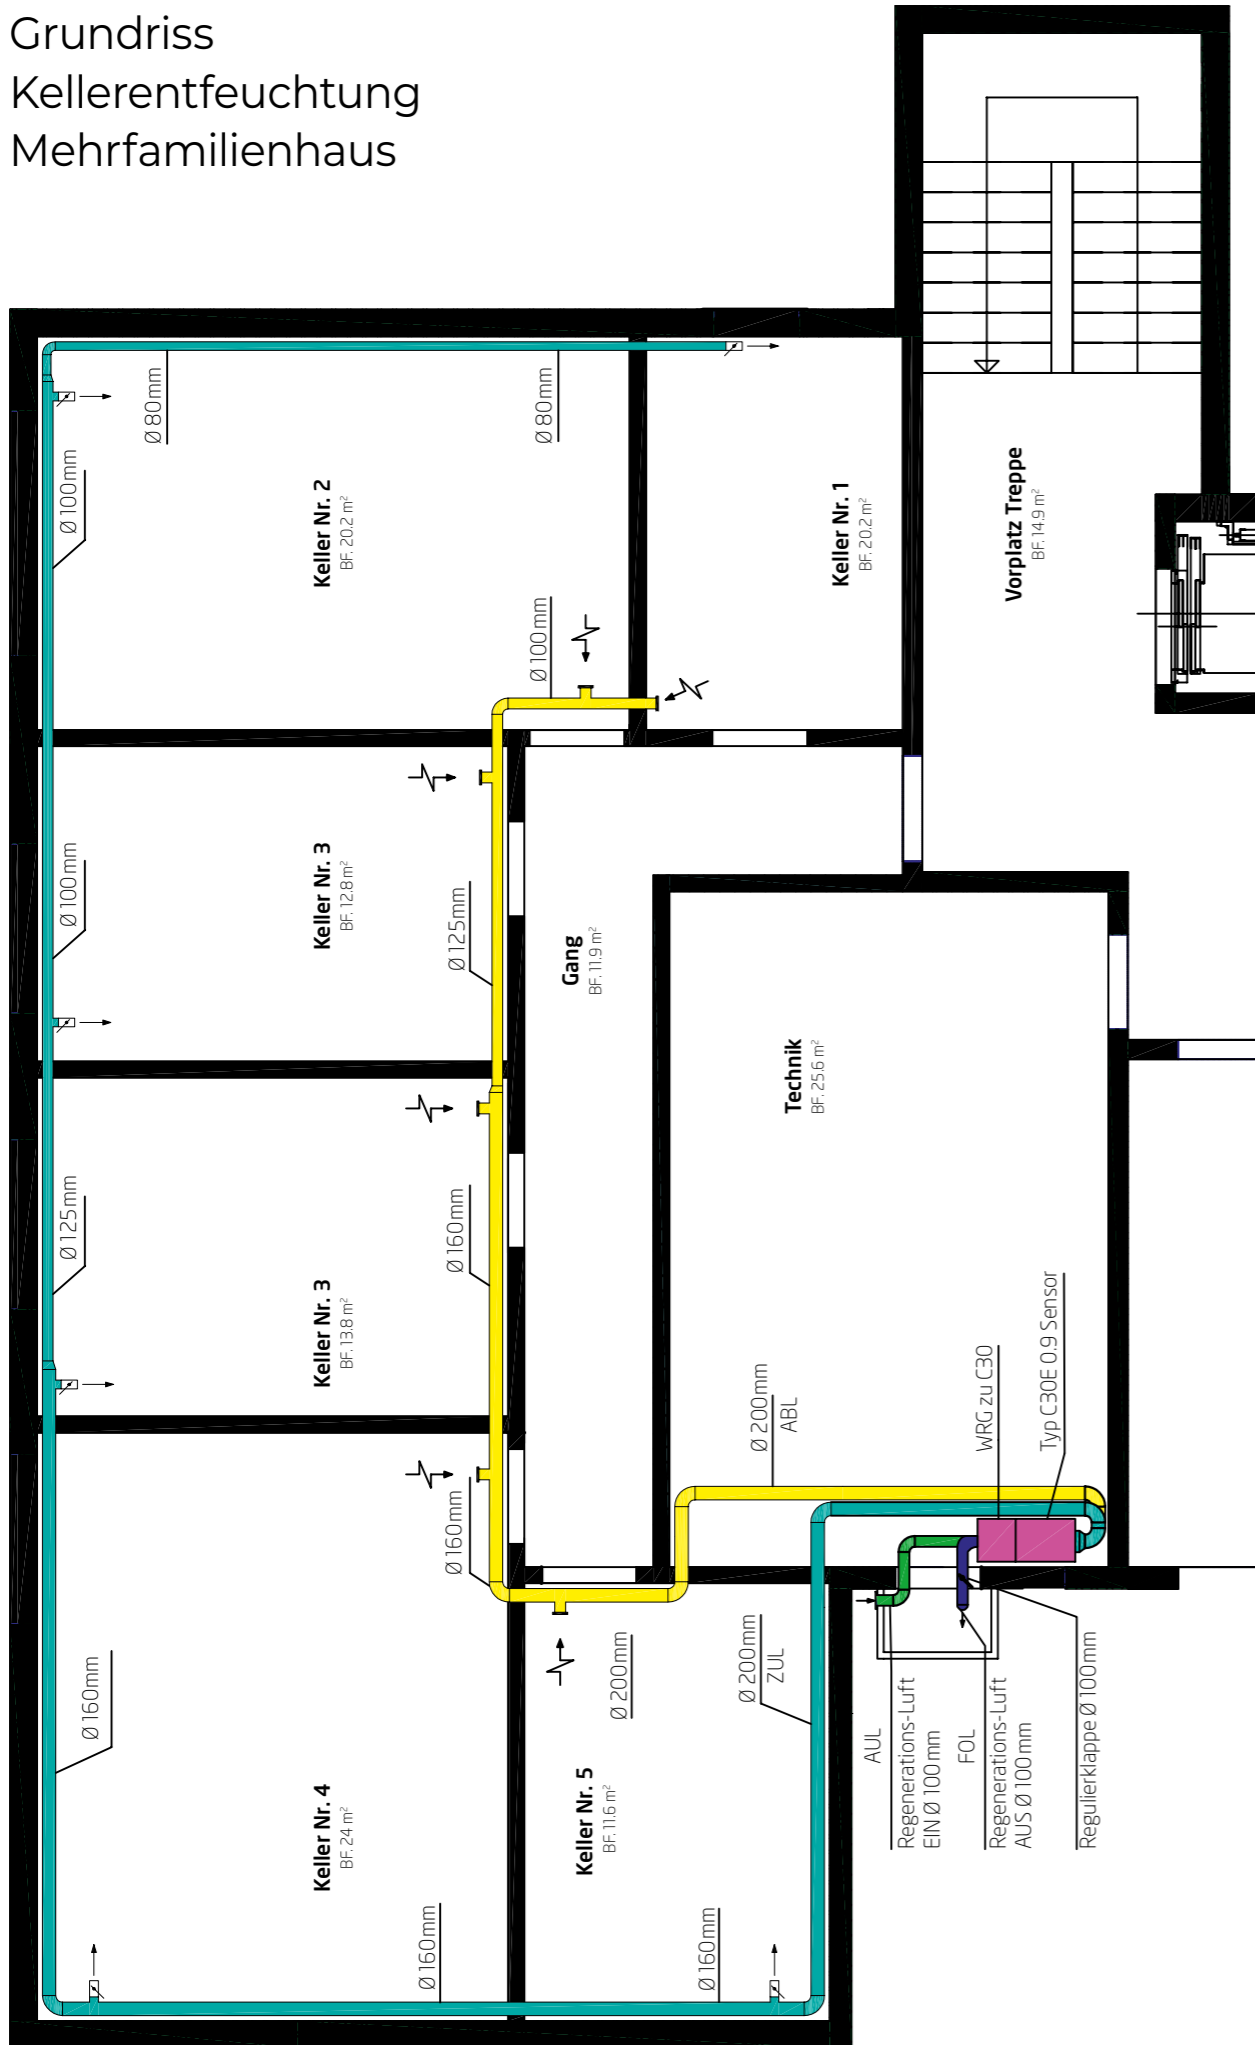 Grundriss
Kellerentfeuchtung
Mehrfamilienhaus
Ø 80mm
Ø 80mm
Ø 100mm
Keller Nr. 2
BF. 20.2 m²
Keller Nr. 1
BF. 20.2 m²
Vorplatz Treppe
BF. 14.9 m²
Ø 100mm
Ø 100mm
Keller Nr. 3
BF. 12.8 m²
Ø 125mm
Gang
BF. 11.9 m²
Technik
BF. 25.6 m²
Ø 125mm
Keller Nr. 3
BF. 13.8 m²
Ø 160mm
Ø 200mm
ABL
WRG zu C30
Typ C30E 0.9 Sensor
Ø 160mm
Ø 160mm
Ø 200mm
Ø 200mm
ZUL
AUL
Regenerations-Luft
EIN Ø 100mm
FOL
Regenerations-Luft
AUS Ø 100mm
Regulierklappe Ø 100mm
Keller Nr. 4
BF. 24 m²
Keller Nr. 5
BF. 11.6 m²
Ø 160mm
Ø 160mm